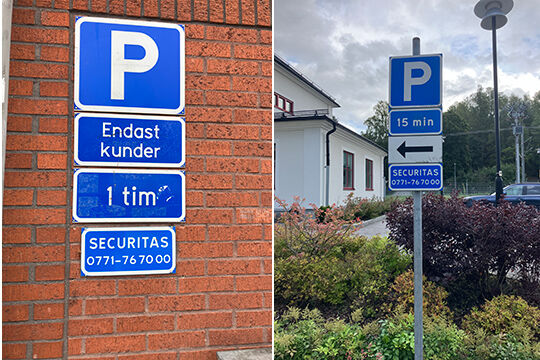 P
Endast
kunder
1 tim
SECURITAS
0771-76 70 00
P
15 min
SECURITAS
0771-76 70 00